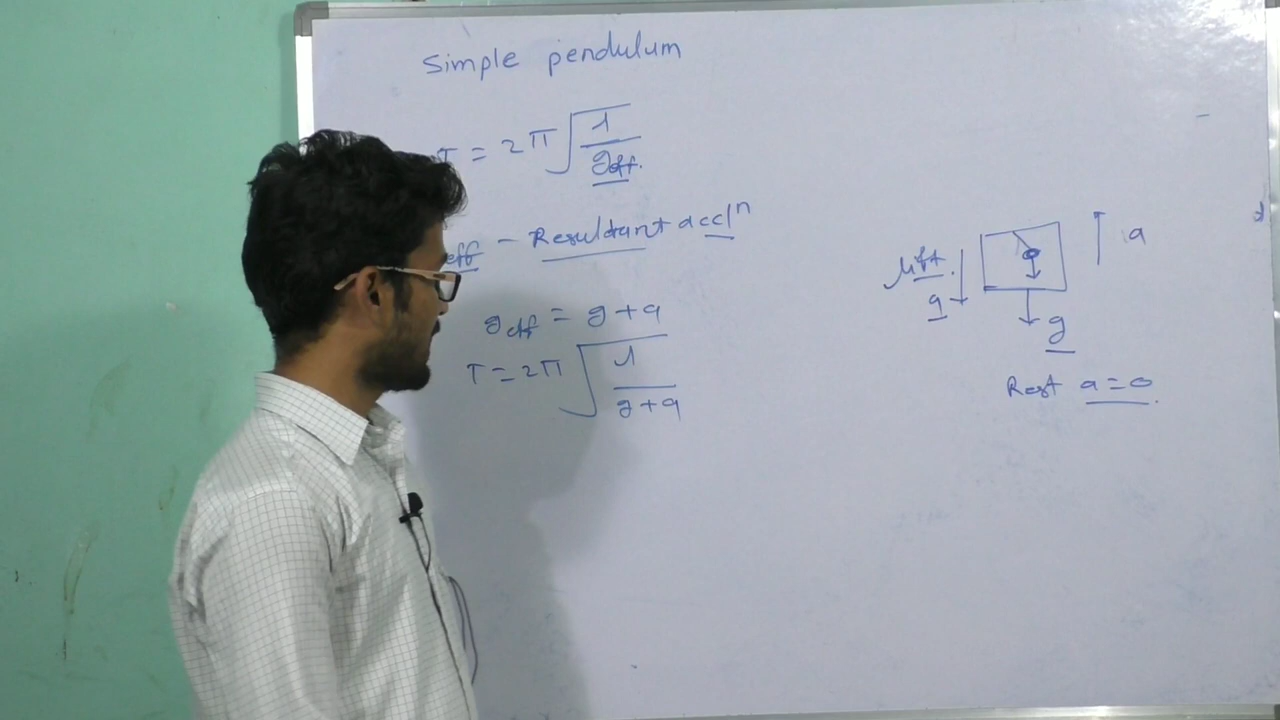 Simple pendulum
T = 2π√(l/geff.)
eff - Resultant accl^n
geff = g+a
T=2π√(l/g+a)
a
Lift.
a
g
Rest a=0.